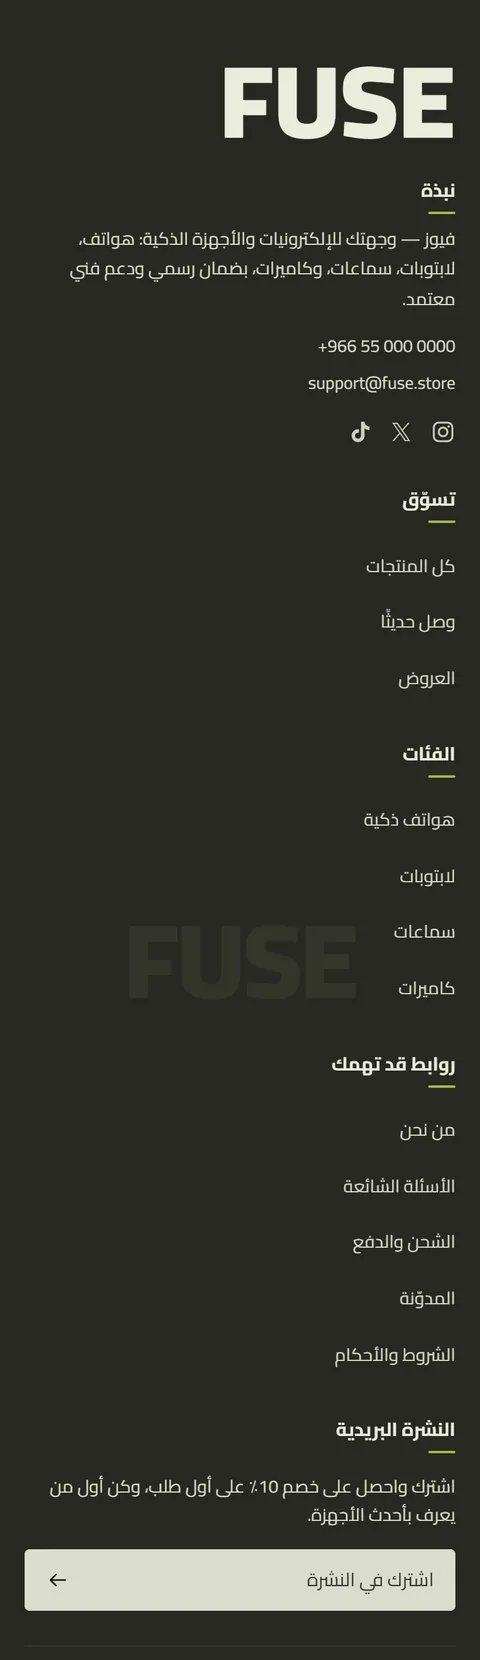 FUSE
نبذة
فيوز — وجهتك للإلكترونيات والأجهزة الذكية: هواتف،
لابتوبات، سماعات، وكاميرات، بضمان رسمي ودعم فني
معتمد.
+966 55 000 0000
support@fuse.store
تسوّق
كل المنتجات
وصل حديثًا
العروض
الفئات
هواتف ذكية
لابتوبات
سماعات
FUSE
كاميرات
روابط قد تهمك
من نحن
الأسئلة الشائعة
الشحن والدفع
المدوّنة
الشروط والأحكام
النشرة البريدية
اشترك واحصل على خصم 10٪ على أول طلب، وكن أول من
يعرف بأحدث الأجهزة.
اشترك في النشرة